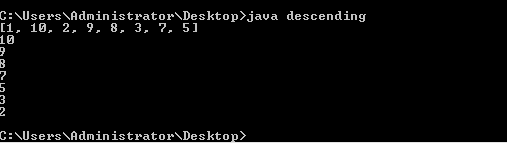 C:\Users\Administrator\Desktop>java descending
[1, 10, 2, 9, 8, 3, 7, 5]
10
9
8
7
5
3
2
C:\Users\Administrator\Desktop>